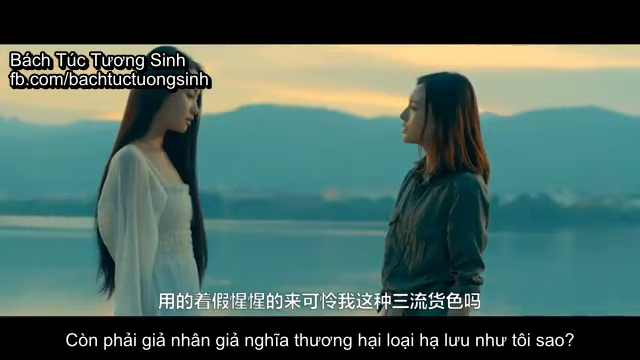 Bách Túc Tương Sinh
fb.com/bachtuctuongsinh
用的着假惺惺的来可怜我这种三流货色吗
Còn phải giả nhân giả nghĩa thương hại loại hạ lưu như tôi sao?